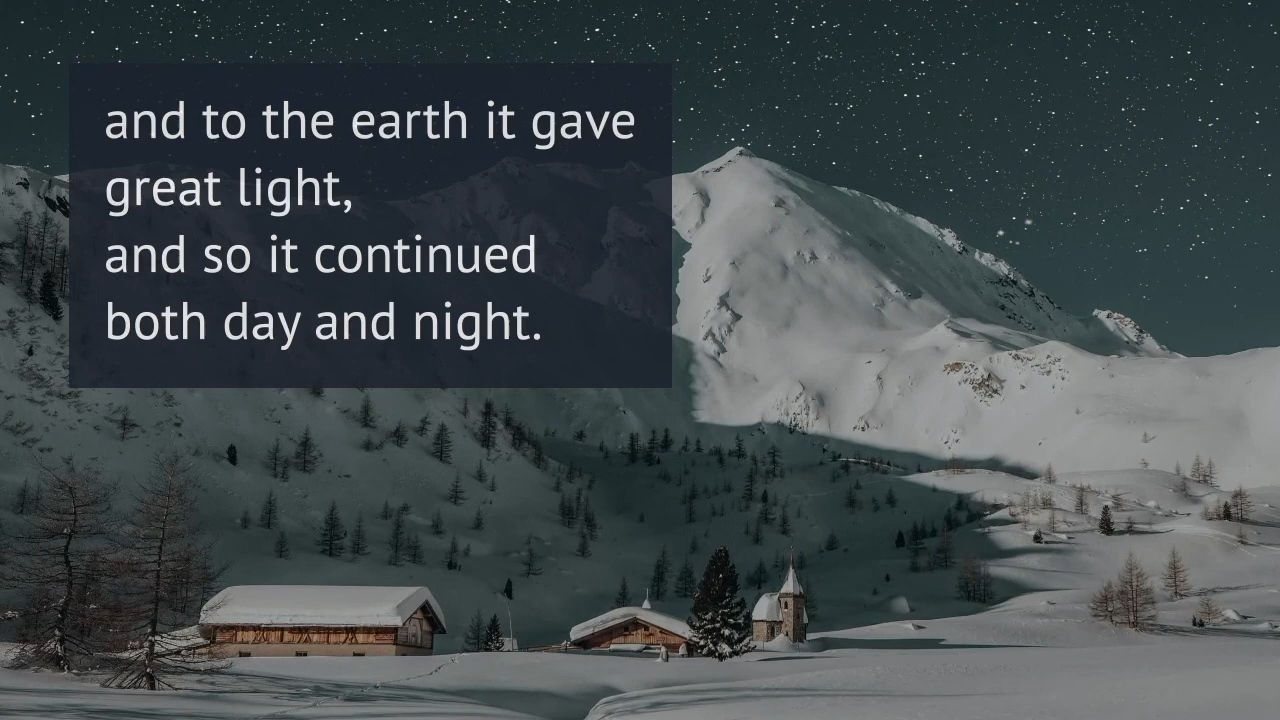 and to the earth it gave
great light,
and so it continued
both day and night.